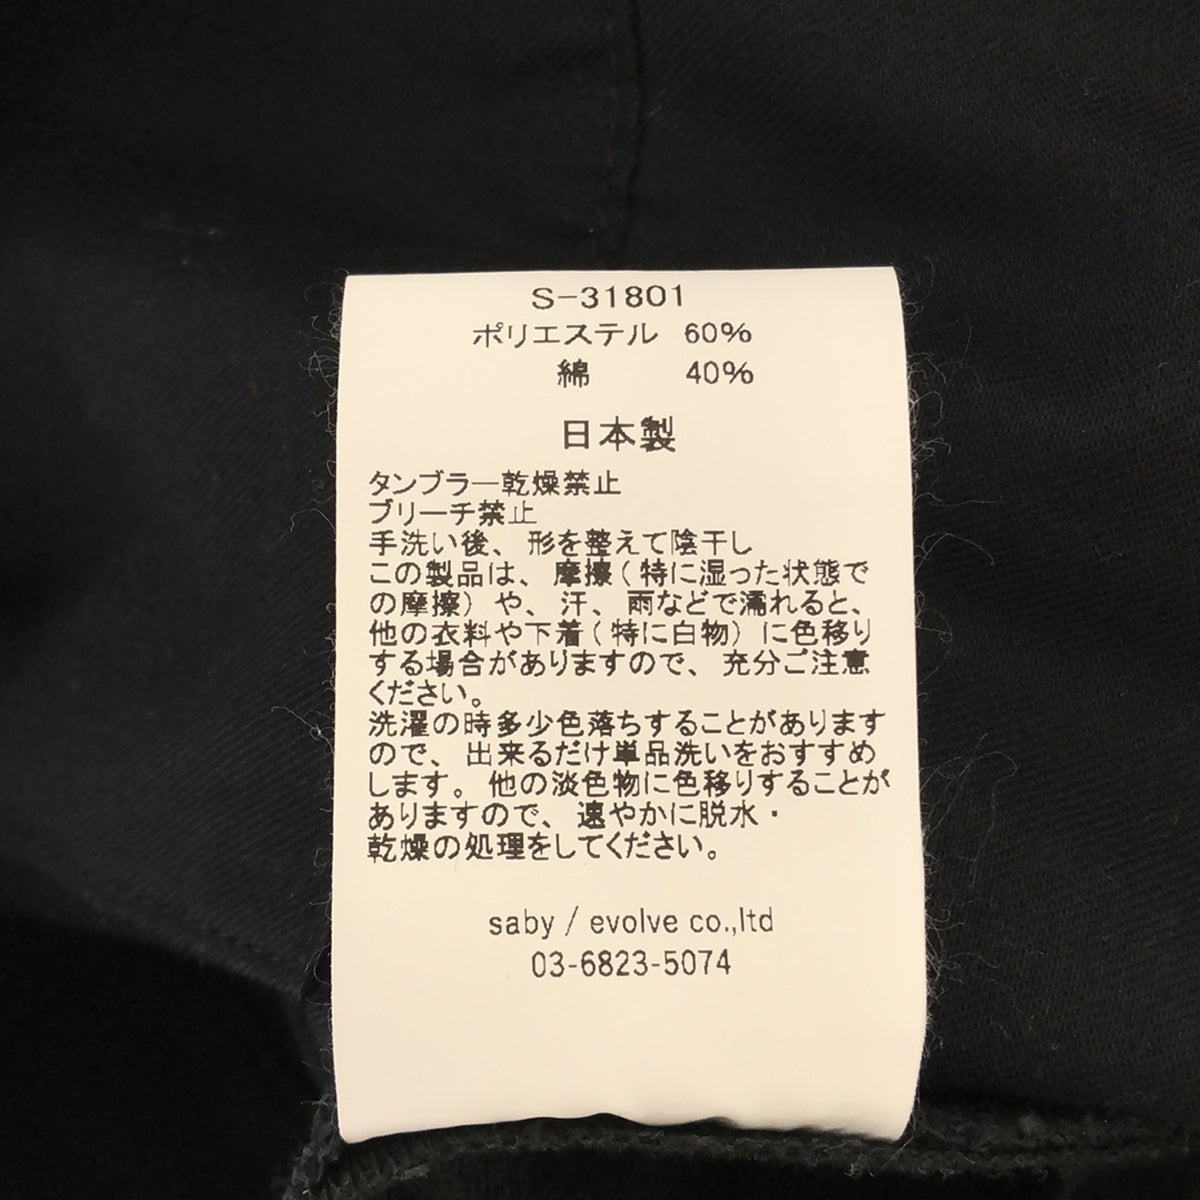 S-31801
ポリエステル 60%
綿 40%
日本製
タンブラー乾燥禁止
ブリーチ禁止
手洗い後、形を整えて陰干し
この製品は、摩擦(特に湿った状態で
の摩擦)や、汗、雨などで濡れると、
他の衣料や下着(特に白物)に色移り
する場合がありますので、充分ご注意
ください。
洗濯の時多少色落ちすることがあります
ので、出来るだけ単品洗いをおすすめ
します。他の淡色物に色移りすることが
ありますので、速やかに脱水・
乾燥の処理をしてください。
saby / evolve co.,ltd
03-6823-5074